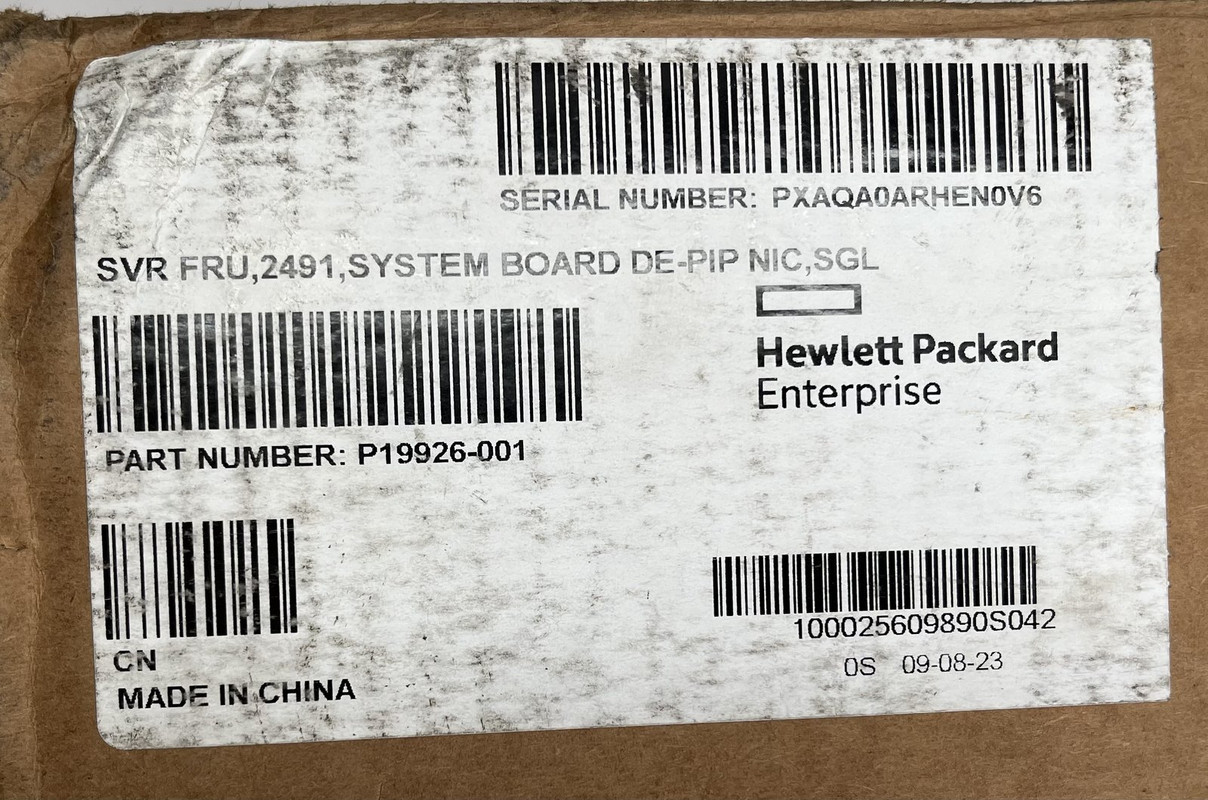 SERIAL NUMBER: PXAQA0ARHEN0V6
SVR FRU,2491,SYSTEM BOARD DE-PIP NIC,SGL
Hewlett Packard
Enterprise
PART NUMBER: P19926-001
CN
MADE IN CHINA
100025609890S042
0S 09-08-23